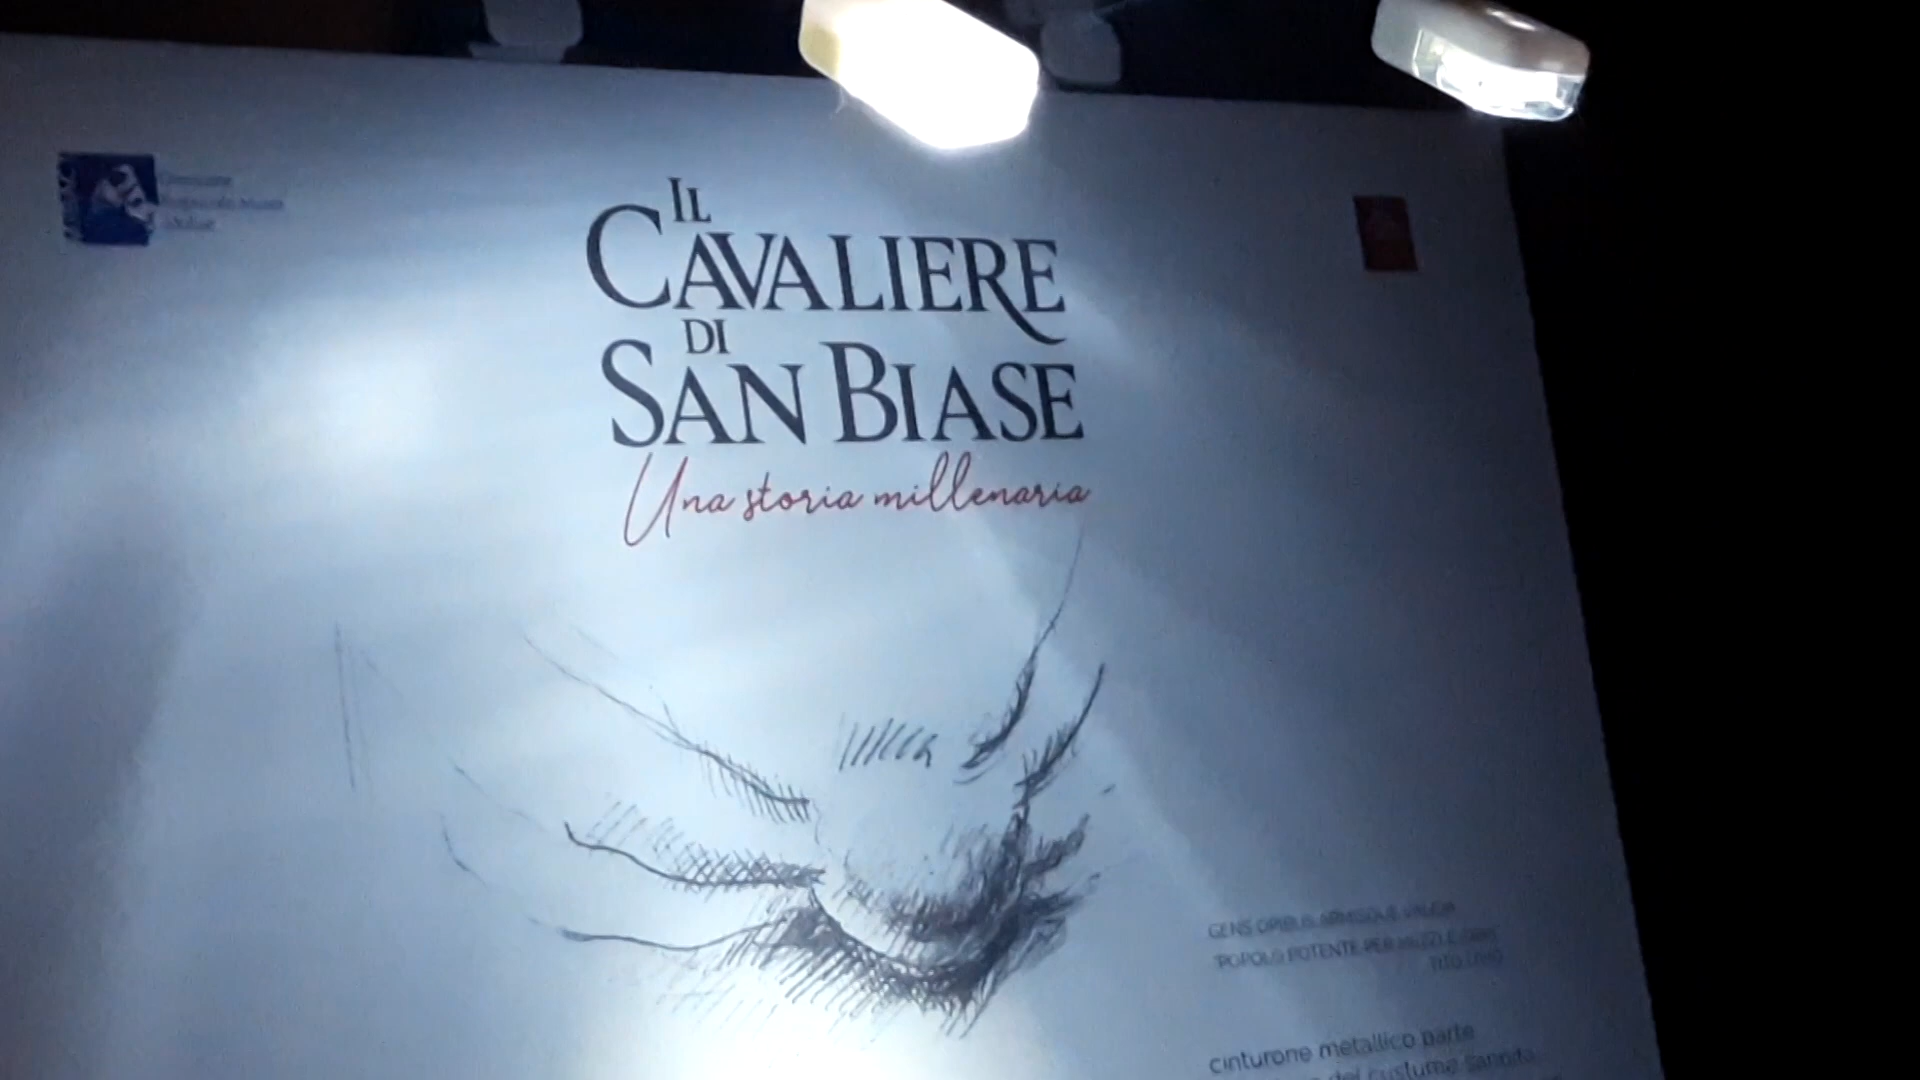 IL
CAVALIERE
DI
SAN BIASE
Una storia millenaria
GENS OPIBUS ARMISQUE VALIDA
"POPOLO POTENTE PER MEZZI E ARMI
TITO LIVIO
cinturone metallico parte
del costume sannita